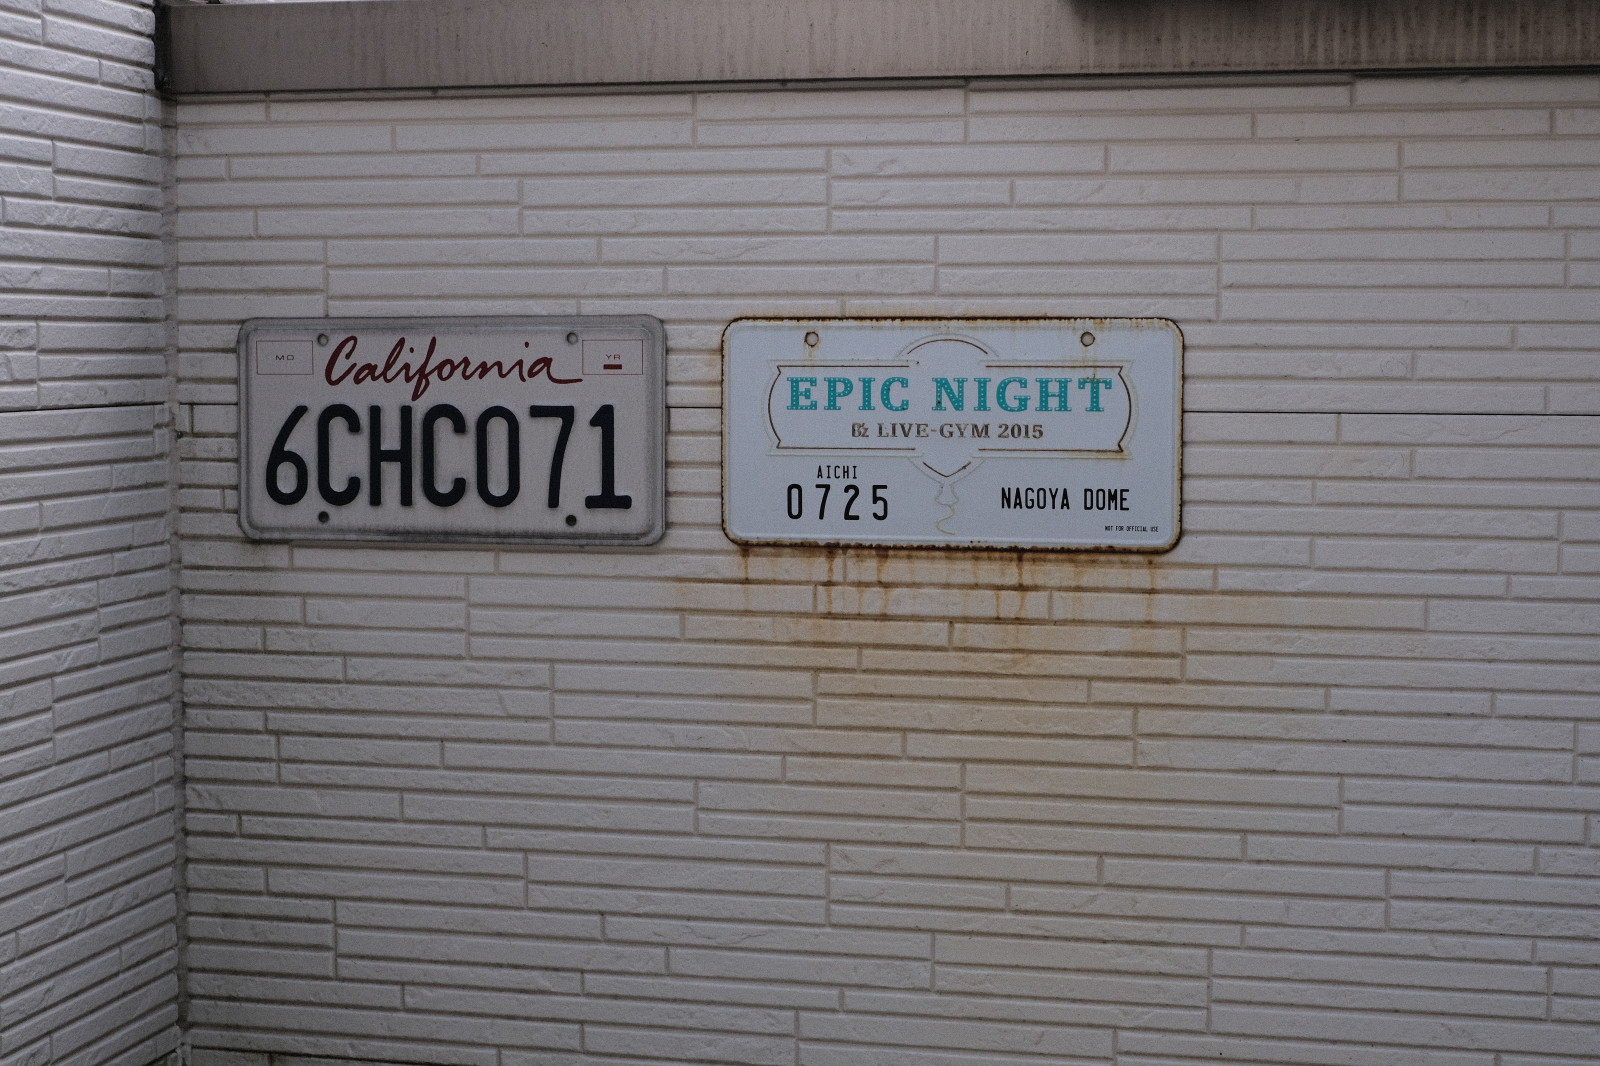 MO
California
YR
6CHC071
EPIC NIGHT
B'z LIVE-GYM 2015
AICHI
0725
NAGOYA DOME
NOT FOR OFFICIAL USE